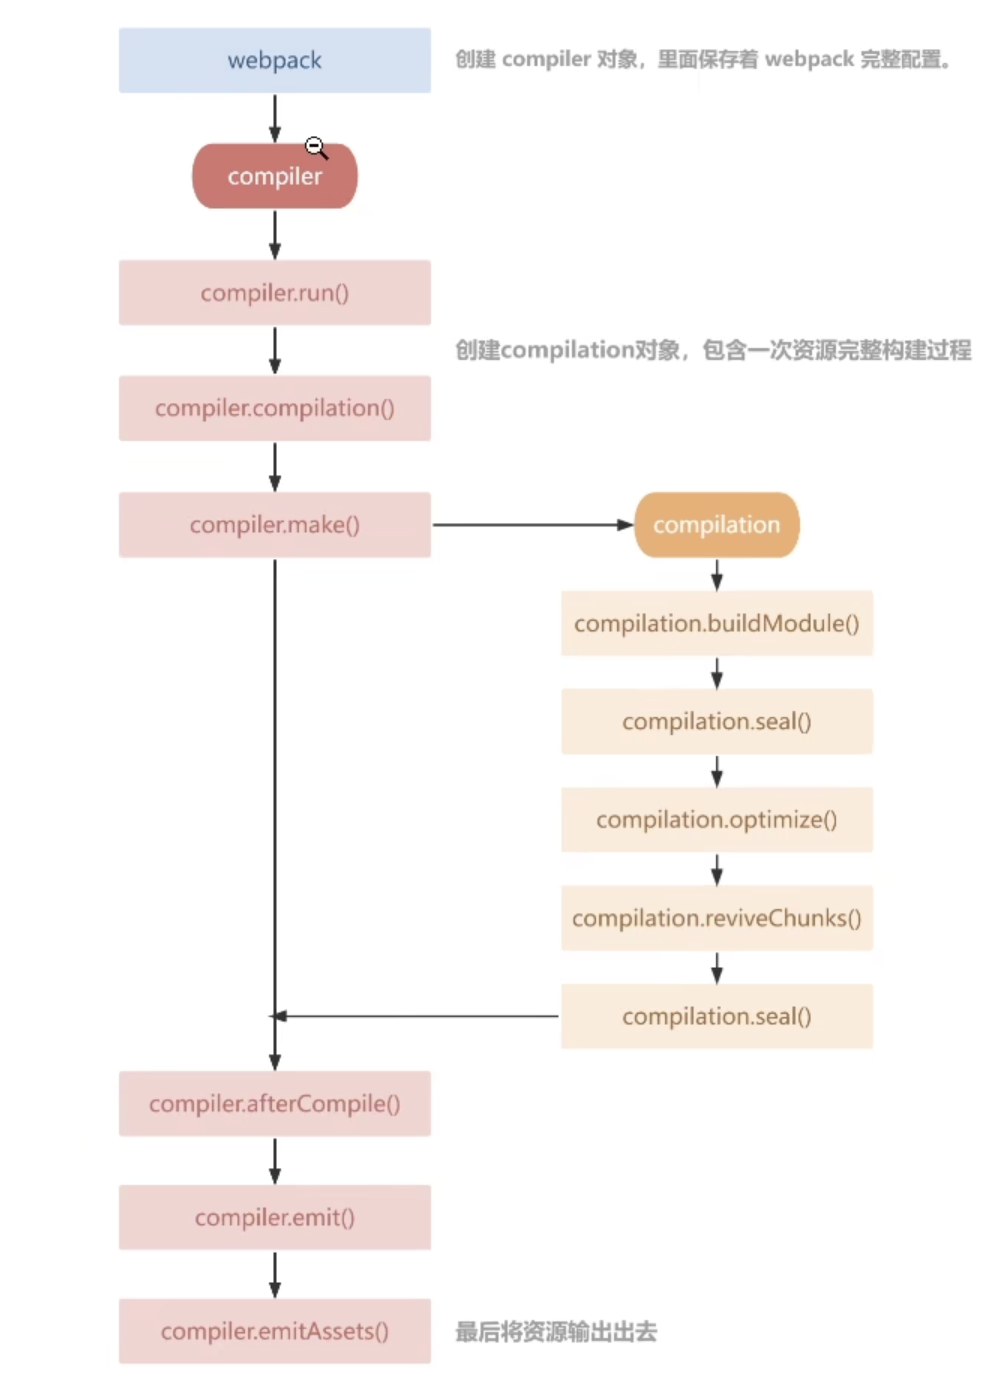 webpack
创建 compiler 对象，里面保存着 webpack 完整配置。
compiler
compiler.run()
创建compilation对象，包含一次资源完整构建过程
compiler.compilation()
compiler.make()
compilation
compilation.buildModule()
compilation.seal()
compilation.optimize()
compilation.reviveChunks()
compilation.seal()
compiler.afterCompile()
compiler.emit()
compiler.emitAssets()
最后将资源输出出去